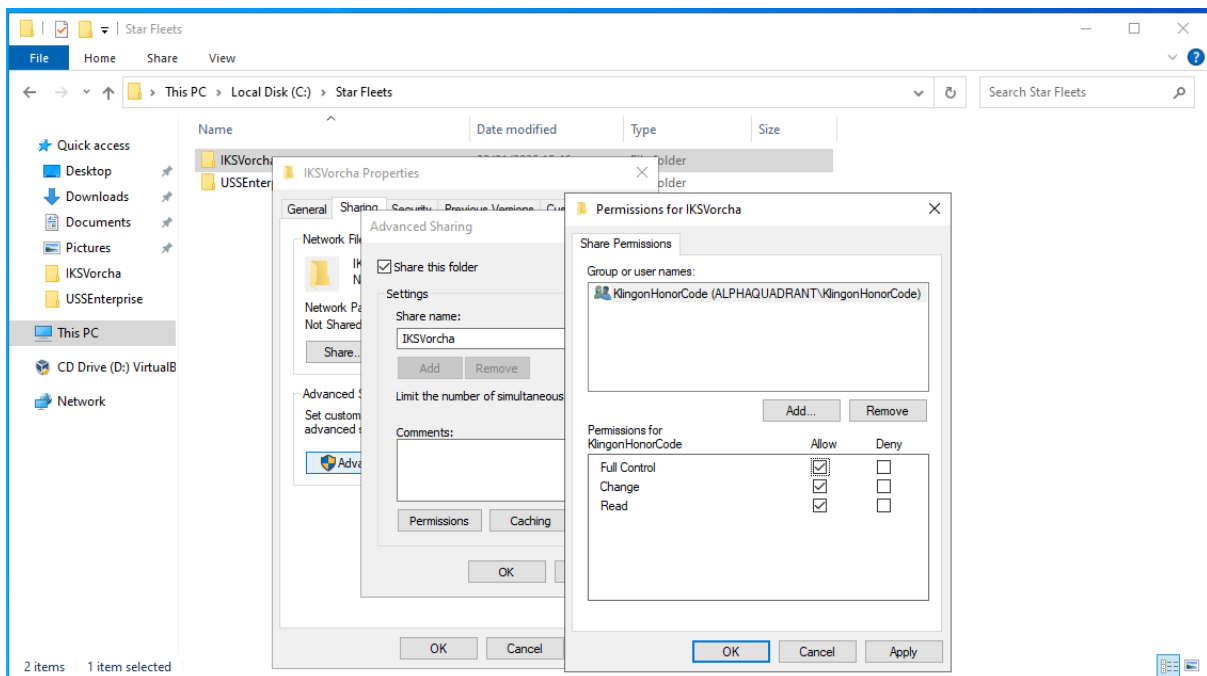 Star Fleets
File Home Share View
This PC > Local Disk (C:) > Star Fleets
Search Star Fleets
Quick access
Desktop
Downloads
Documents
Pictures
IKSVorcha
USSEnterprise
This PC
CD Drive (D:) VirtualB
Network
Name Date modified Type Size
IKSVorcha
USSEnter
older
older
IKSVorcha Properties
General Sharing Security Previous Versions Cus
Network File
Network Pa
Not Shared
Share..
Advanced S
Set custom
advanced s
Adva
OK Cancel
Advanced Sharing
Share this folder
Settings
Share name:
IKSVorcha
Add Remove
Limit the number of simultaneous
Comments:
Permissions Caching
OK
Permissions for IKSVorcha
Share Permissions
Group or user names:
KlingonHonorCode (ALPHAQUADRANT\KlingonHonorCode)
Add... Remove
Permissions for
KlingonHonorCode Allow Deny
Full Control
Change
Read
OK Cancel Apply
2 items 1 item selected